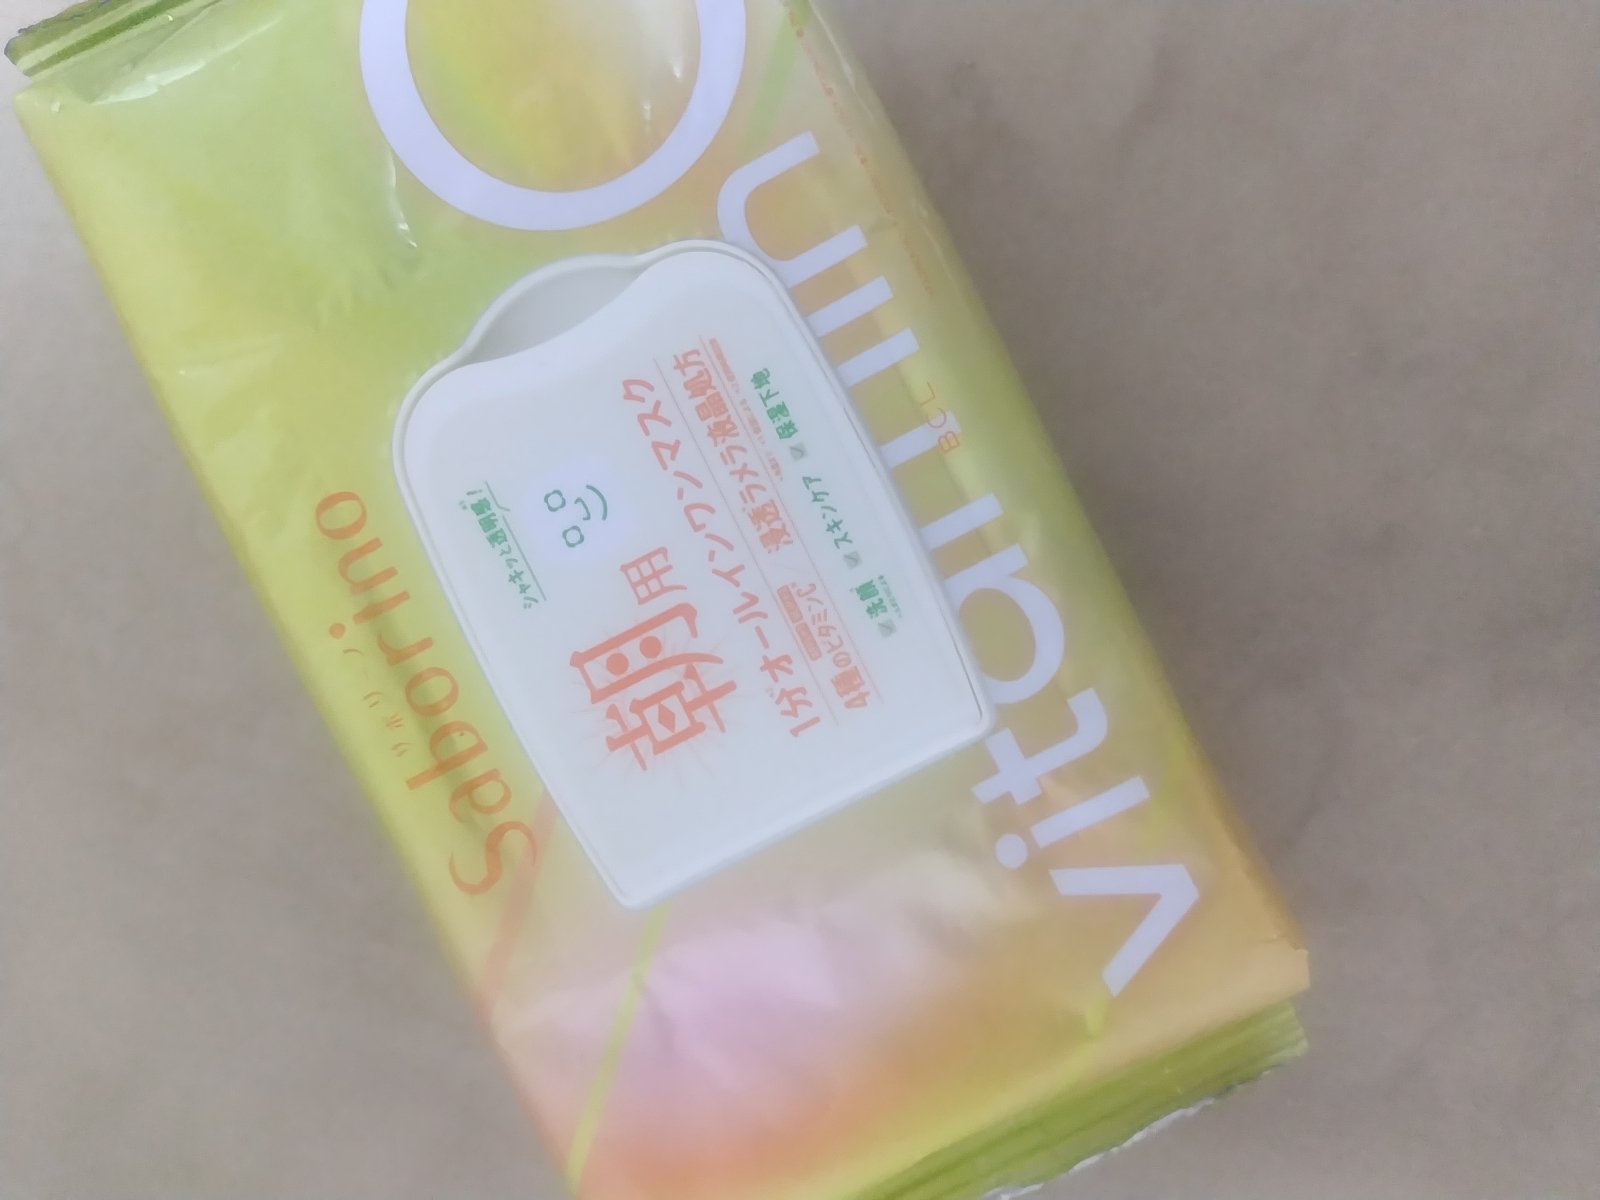 Saborino
サボリーノ
シャキッと透明感!
朝用
1分オールインワンマスク
4種のビタミンC 浸透ラメラ液晶処方
洗顔 スキンケア 保湿下地
vitamin C
BCL